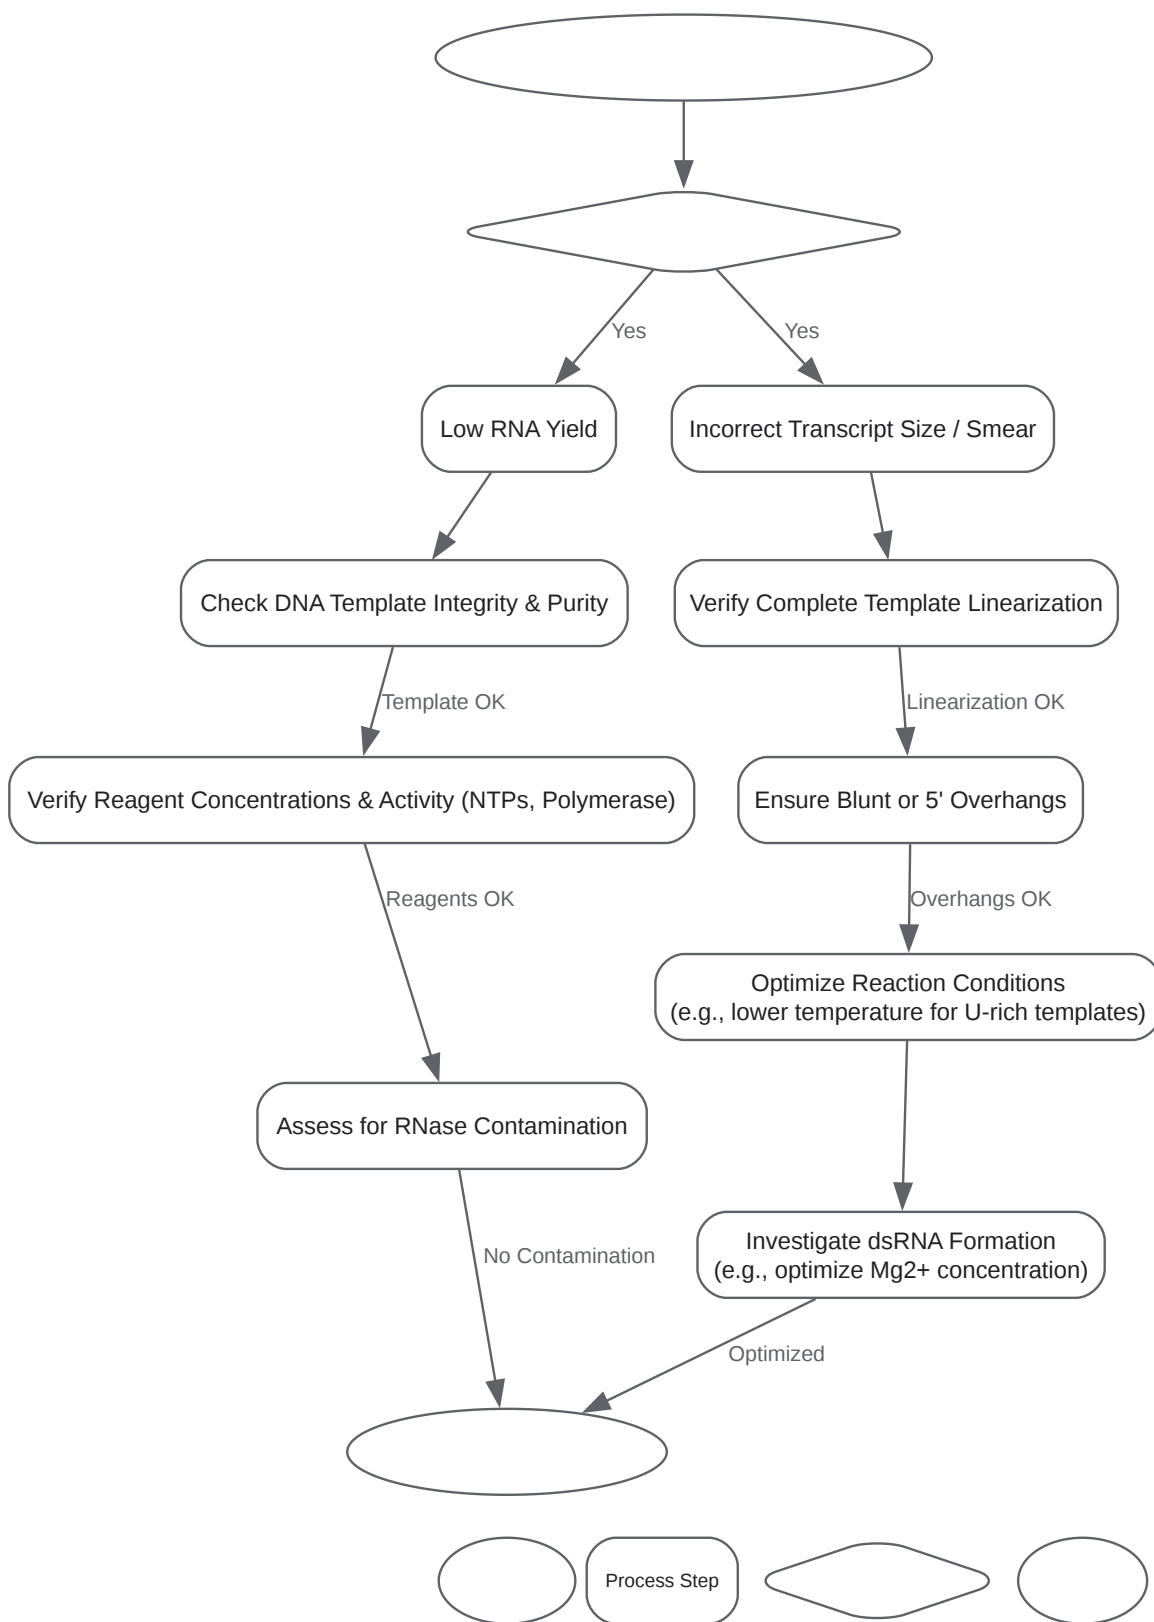 Yes
Yes
Low RNA Yield
Incorrect Transcript Size / Smear
Check DNA Template Integrity & Purity
Verify Complete Template Linearization
Template OK
Linearization OK
Verify Reagent Concentrations & Activity (NTPs, Polymerase)
Ensure Blunt or 5' Overhangs
Reagents OK
Overhangs OK
Optimize Reaction Conditions
(e.g., lower temperature for U-rich templates)
Assess for RNase Contamination
No Contamination
Investigate dsRNA Formation
(e.g., optimize Mg2+ concentration)
Optimized
Process Step